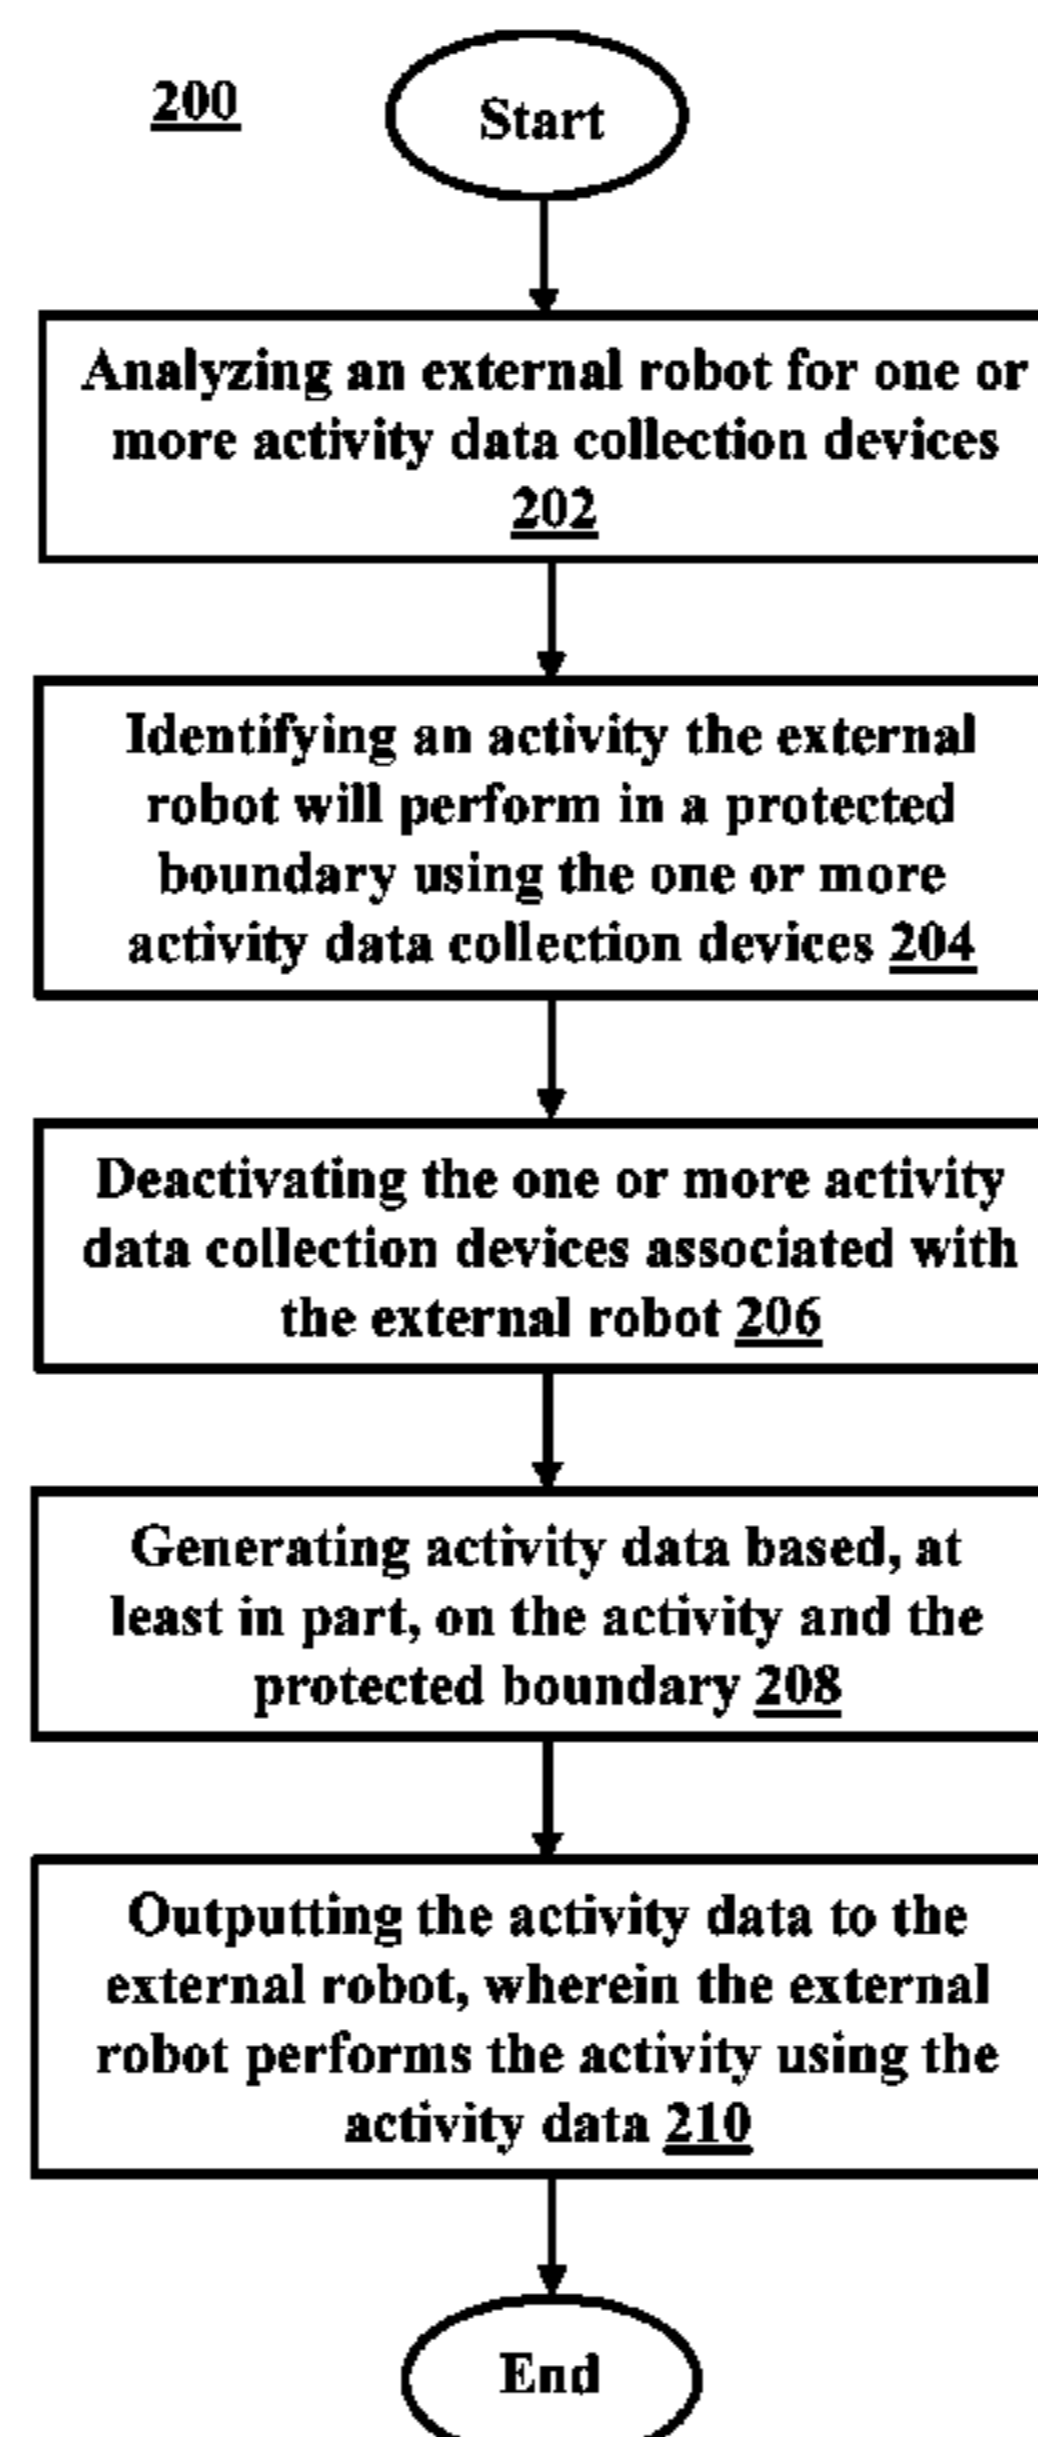 200
Start
Analyzing an external robot for one or
more activity data collection devices
202
Identifying an activity the external
robot will perform in a protected
boundary using the one or more
activity data collection devices 204
Deactivating the one or more activity
data collection devices associated with
the external robot 206
Generating activity data based, at
least in part, on the activity and the
protected boundary 208
Outputting the activity data to the
external robot, wherein the external
robot performs the activity using the
activity data 210
End